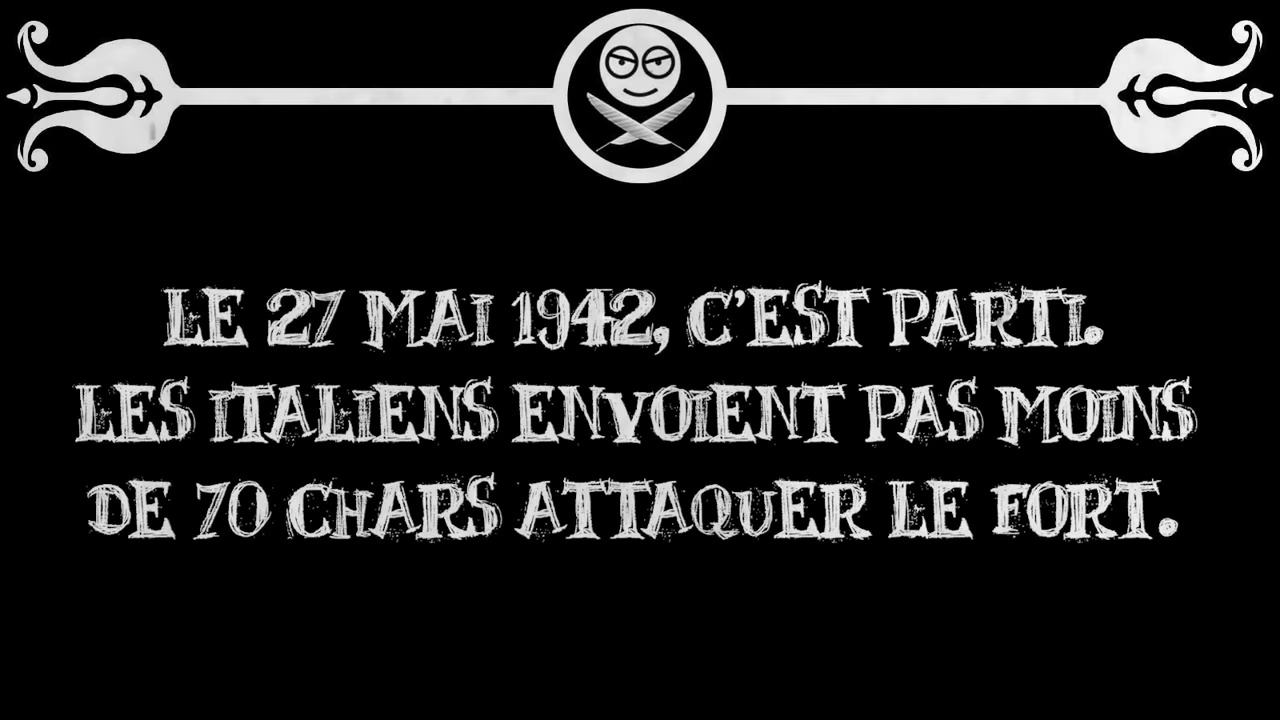 LE 27 MAI 1942, C'EST PARTI.
LES ITALIENS ENVOIENT PAS MOINS
DE 70 CHARS ATTAQUER LE FORT.